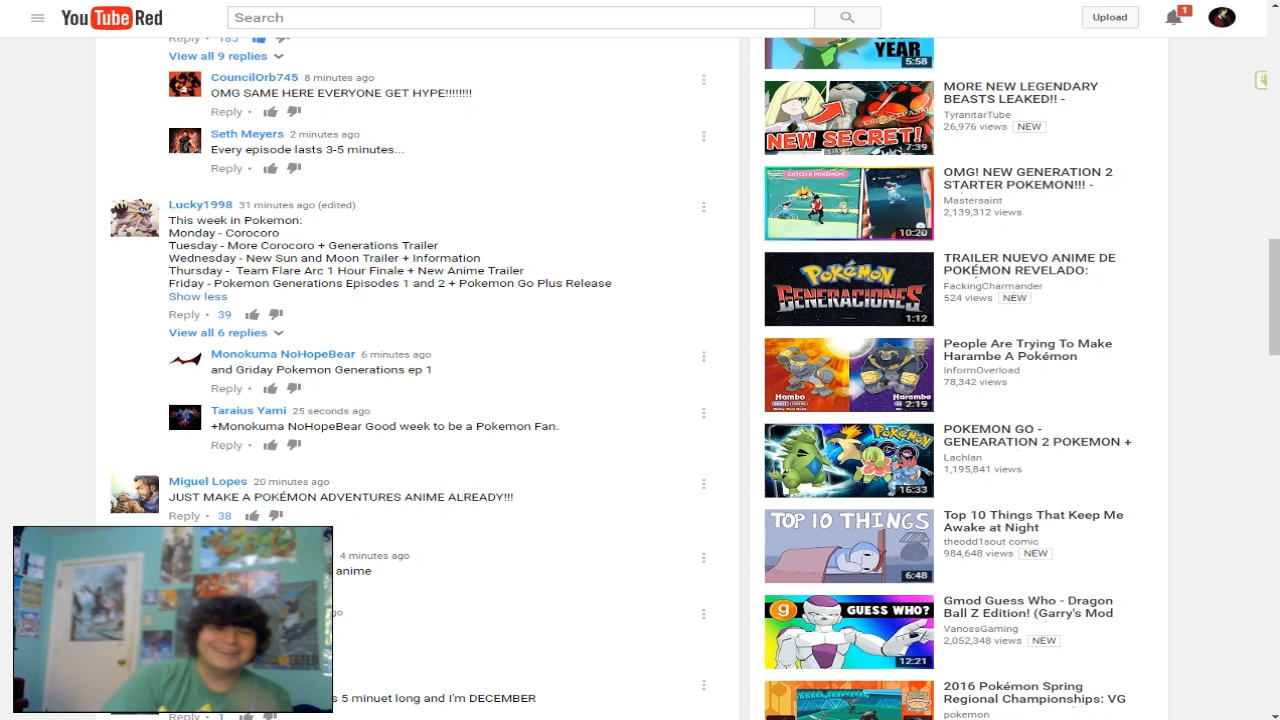 YouTube Red
Search
Upload
1
Reply · 185
View all 9 replies
CouncilOrb745 8 minutes ago
OMG SAME HERE EVERYONE GET HYPE!!!!!!!!
Reply ·
Seth Meyers 2 minutes ago
Every episode lasts 3-5 minutes...
Reply ·
Lucky1998 31 minutes ago (edited)
This week in Pokemon:
Monday - Corocoro
Tuesday - More Corocoro + Generations Trailer
Wednesday - New Sun and Moon Trailer + Information
Thursday - Team Flare Arc 1 Hour Finale + New Anime Trailer
Friday - Pokemon Generations Episodes 1 and 2 + Pokemon Go Plus Release
Show less
Reply · 39
View all 6 replies
Monokuma NoHopeBear 6 minutes ago
and Griday Pokemon Generations ep 1
Reply ·
Taraius Yami 25 seconds ago
+Monokuma NoHopeBear Good week to be a Pokemon Fan.
Reply ·
Miguel Lopes 20 minutes ago
JUST MAKE A POKÉMON ADVENTURES ANIME ALREADY!!!
Reply · 38
4 minutes ago
anime
go
s 5 minuet long and I'm DECEMBER
Reply · 1
YEAR
5:58
NEW SECRET!
7:39
MORE NEW LEGENDARY
BEASTS LEAKED!! -
TyranitarTube
26,976 views NEW
CATCH A POKÉMON
10:20
OMG! NEW GENERATION 2
STARTER POKEMON!!! -
Mastersaint
2,139,312 views
POKÉMON
GENERACIONES
1:12
TRAILER NUEVO ANIME DE
POKÉMON REVELADO:
FackingCharmander
524 views NEW
Hambo
Harambe
2:19
People Are Trying To Make
Harambe A Pokémon
InformOverload
78,342 views
POKÉMON
GO
16:33
POKEMON GO -
GENEARATION 2 POKEMON +
Lachlan
1,195,841 views
TOP 10 THINGS
6:48
Top 10 Things That Keep Me
Awake at Night
theodd1sout comic
984,648 views NEW
g GUESS WHO?
12:21
Gmod Guess Who - Dragon
Ball Z Edition! (Garry's Mod
VanossGaming
2,052,348 views NEW
2016 Pokémon Spring
Regional Championships: VG
pokemon